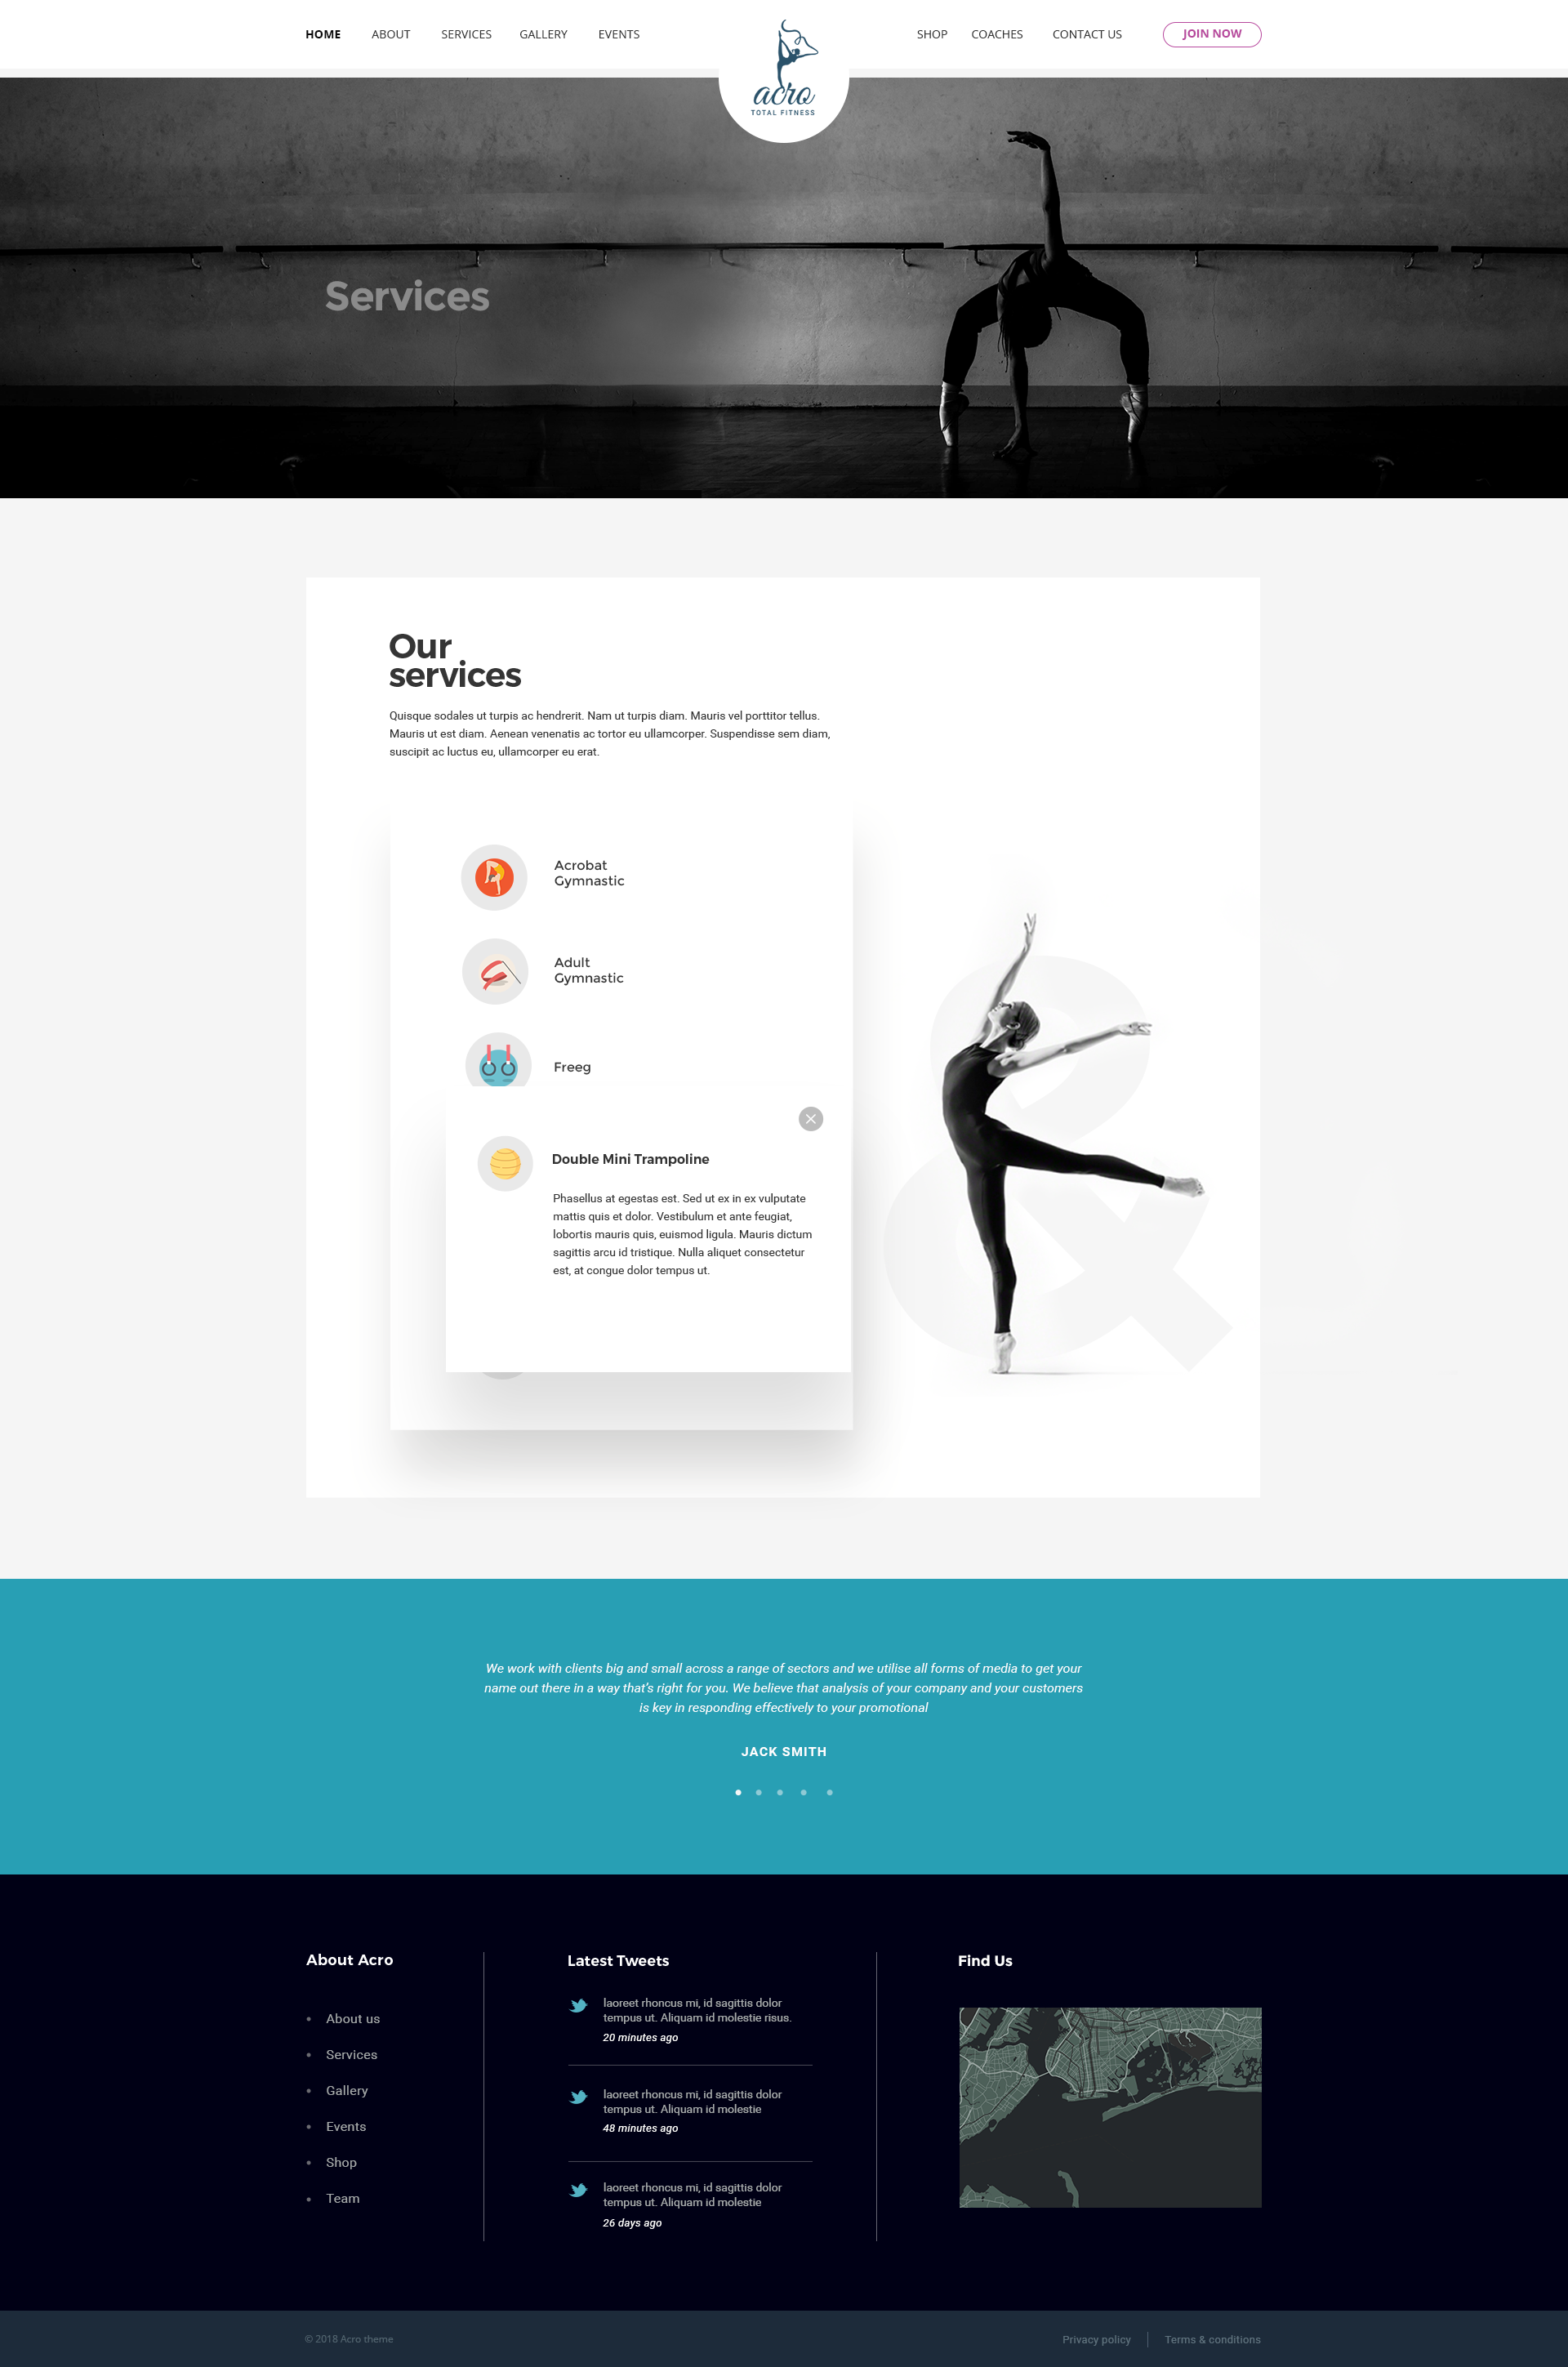 HOME ABOUT SERVICES GALLERY EVENTS
acro
TOTAL FITNESS
SHOP COACHES CONTACT US JOIN NOW
Services
Our
services
Quisque sodales ut turpis ac hendrerit. Nam ut turpis diam. Mauris vel porttitor tellus.
Mauris ut est diam. Aenean venenatis ac tortor eu ullamcorper. Suspendisse sem diam,
suscipit ac luctus eu, ullamcorper eu erat.
Acrobat
Gymnastic
Adult
Gymnastic
Freeg
Double Mini Trampoline
Phasellus at egestas est. Sed ut ex in ex vulputate
mattis quis et dolor. Vestibulum et ante feugiat,
lobortis mauris quis, euismod ligula. Mauris dictum
sagittis arcu id tristique. Nulla aliquet consectetur
est, at congue dolor tempus ut.
&
We work with clients big and small across a range of sectors and we utilise all forms of media to get your
name out there in a way that’s right for you. We believe that analysis of your company and your customers
is key in responding effectively to your promotional
JACK SMITH
About Acro
About us
Services
Gallery
Events
Shop
Team
Latest Tweets
laoreet rhoncus mi, id sagittis dolor
tempus ut. Aliquam id molestie risus.
20 minutes ago
laoreet rhoncus mi, id sagittis dolor
tempus ut. Aliquam id molestie
48 minutes ago
laoreet rhoncus mi, id sagittis dolor
tempus ut. Aliquam id molestie
26 days ago
Find Us
© 2018 Acro theme
Privacy policy Terms & conditions